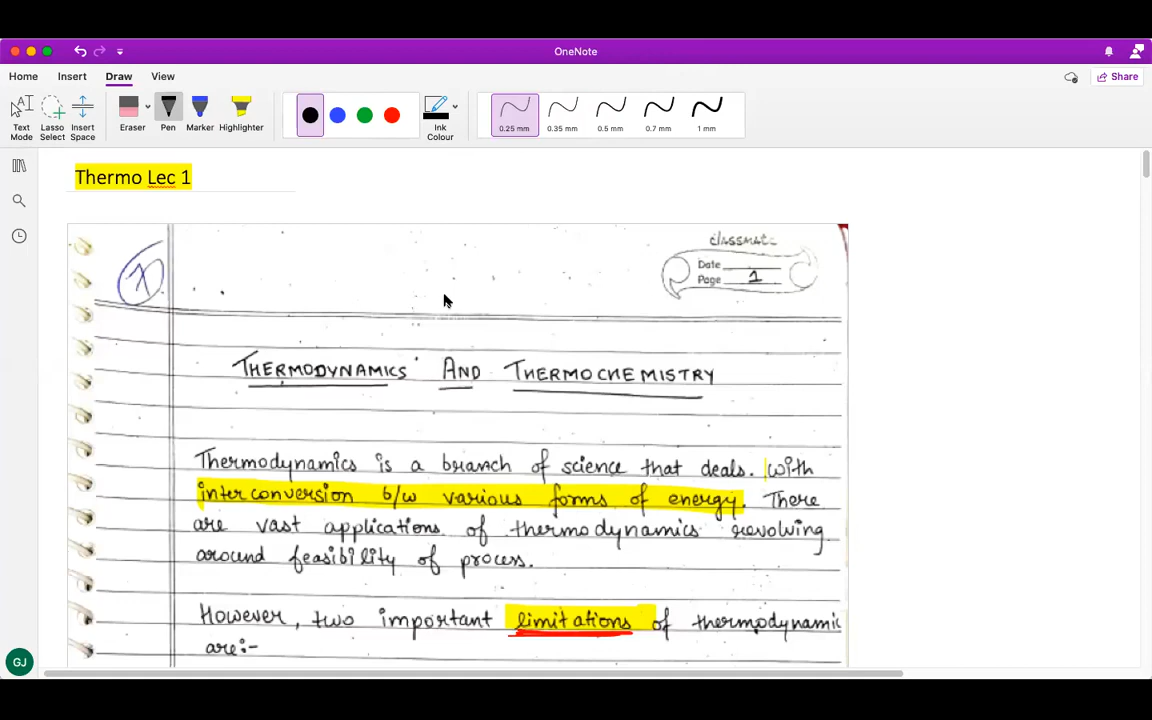 OneNote
Home Insert Draw View
Share
Text Mode
Lasso Select
Insert Space
Eraser
Pen
Marker
Highlighter
Ink Colour
0.25 mm
0.35 mm
0.5 mm
0.7 mm
1 mm
Thermo Lec 1
classmate
Date
Page 1
THERMODYNAMICS AND THERMOCHEMISTRY
Thermodynamics is a branch of science that deals. with
interconversion b/w various forms of energy. There
are vast applications of thermodynamics revolving
around feasibility of process.
However, two important limitations of thermodynamic
are:-
GJ